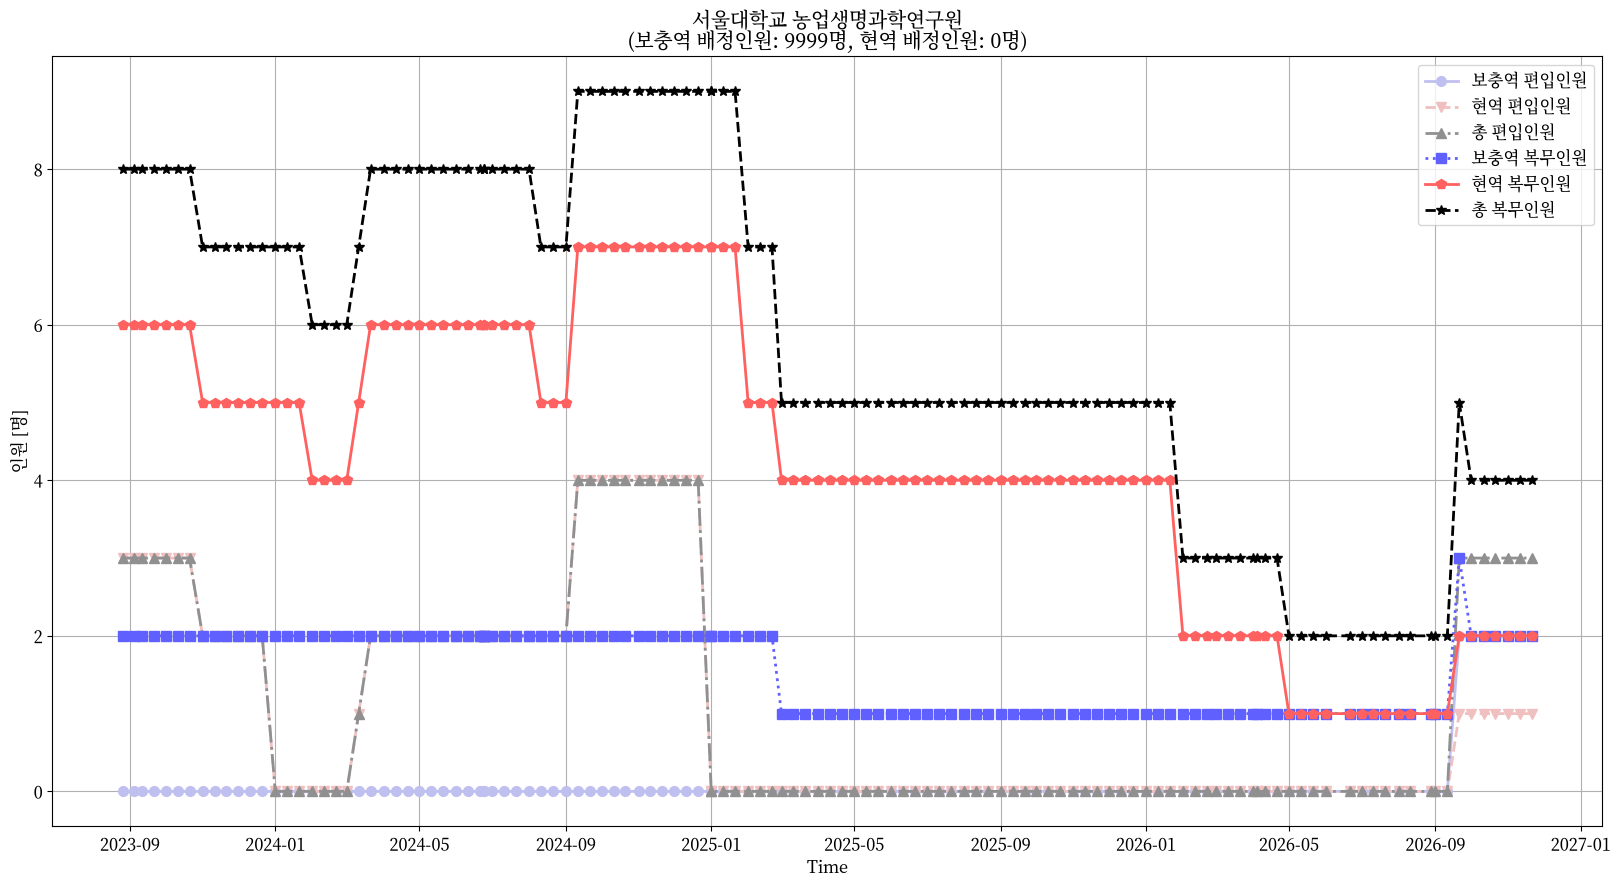 서울대학교 농업생명과학연구원
(보충역 배정인원: 9999명, 현역 배정인원: 0명)
보충역 편입인원
현역 편입인원
총 편입인원
보충역 복무인원
현역 복무인원
총 복무인원
인원 [명]
8
6
4
2
0
2023-09
2024-01
2024-05
2024-09
2025-01
2025-05
2025-09
2026-01
2026-05
2026-09
2027-01
Time